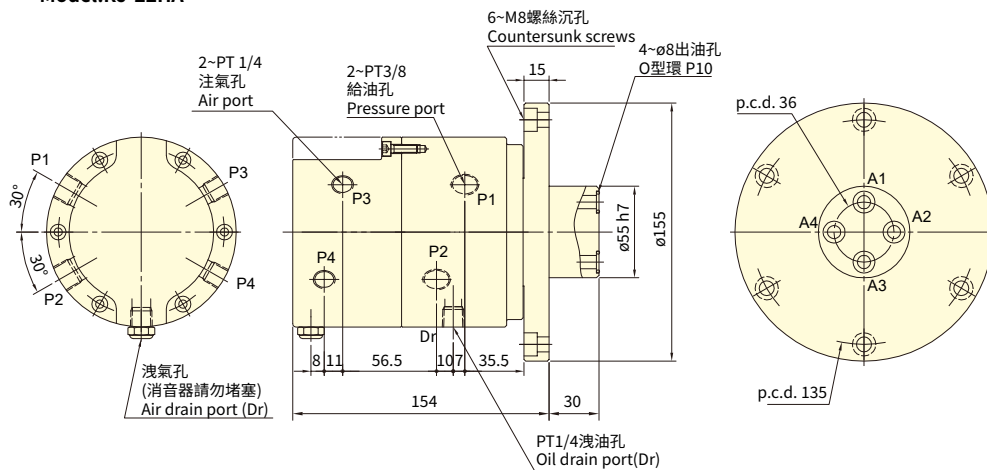 6~M8螺絲沉孔
Countersunk screws
4~ø8出油孔
O型環 P10
2~PT 1/4
注氣孔
Air port
2~PT3/8
給油孔
Pressure port
15
p.c.d. 36
P1
P3
30°
30°
P2
P4
P3
P1
P4
P2
Dr
ø55 h7
ø155
A1
A4
A2
A3
8
11
56.5
10
7
35.5
154
30
洩氣孔
(消音器請勿堵塞)
Air drain port (Dr)
p.c.d. 135
PT1/4洩油孔
Oil drain port(Dr)